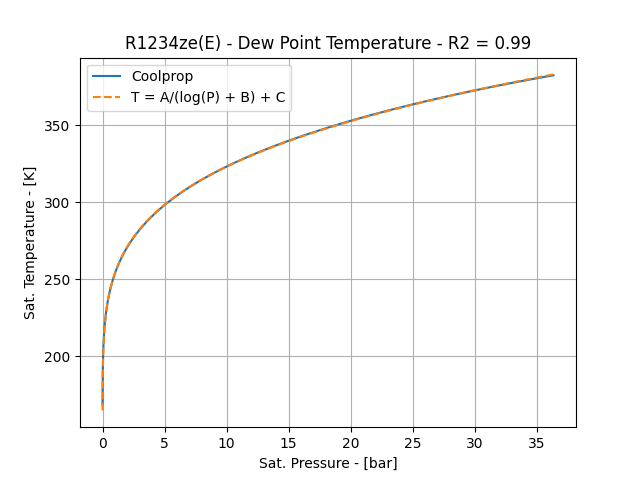 R1234ze(E) - Dew Point Temperature - R2 = 0.99
Coolprop
T = A/(log(P) + B) + C
350
300
250
200
Sat. Temperature - [K]
0 5 10 15 20 25 30 35
Sat. Pressure - [bar]